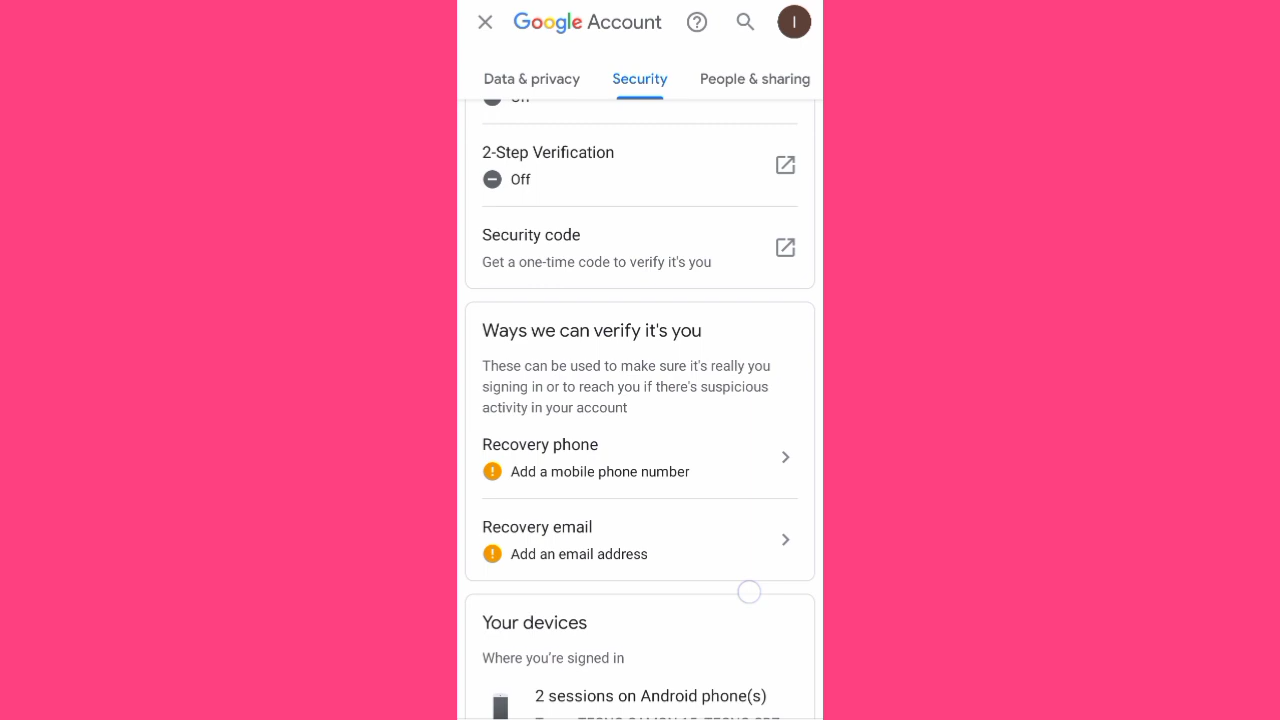 Google Account
I
Data & privacy
Security
People & sharing
Off
2-Step Verification
Off
Security code
Get a one-time code to verify it's you
Ways we can verify it's you
These can be used to make sure it's really you
signing in or to reach you if there's suspicious
activity in your account
Recovery phone
Add a mobile phone number
Recovery email
Add an email address
Your devices
Where you're signed in
2 sessions on Android phone(s)